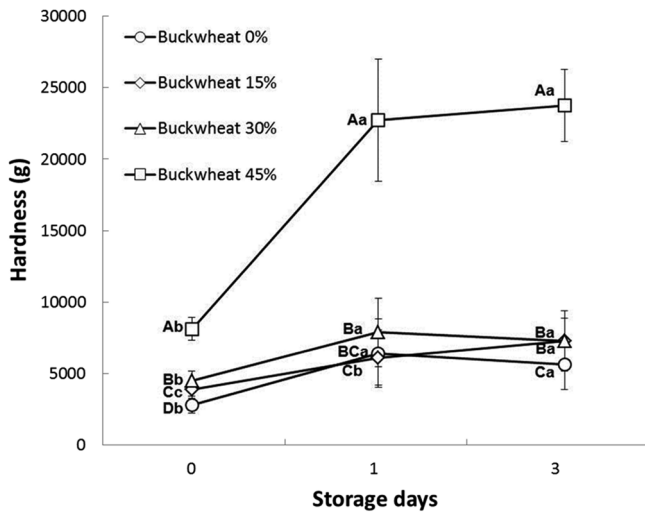 30000
25000
20000
15000
10000
5000
0
Hardness (g)
Buckwheat 0%
Buckwheat 15%
Buckwheat 30%
Buckwheat 45%
Aa
Aa
Ab
Ba
Ba
BCa
Ba
Bb
Cb
Ca
Cc
Db
0 1 3
Storage days